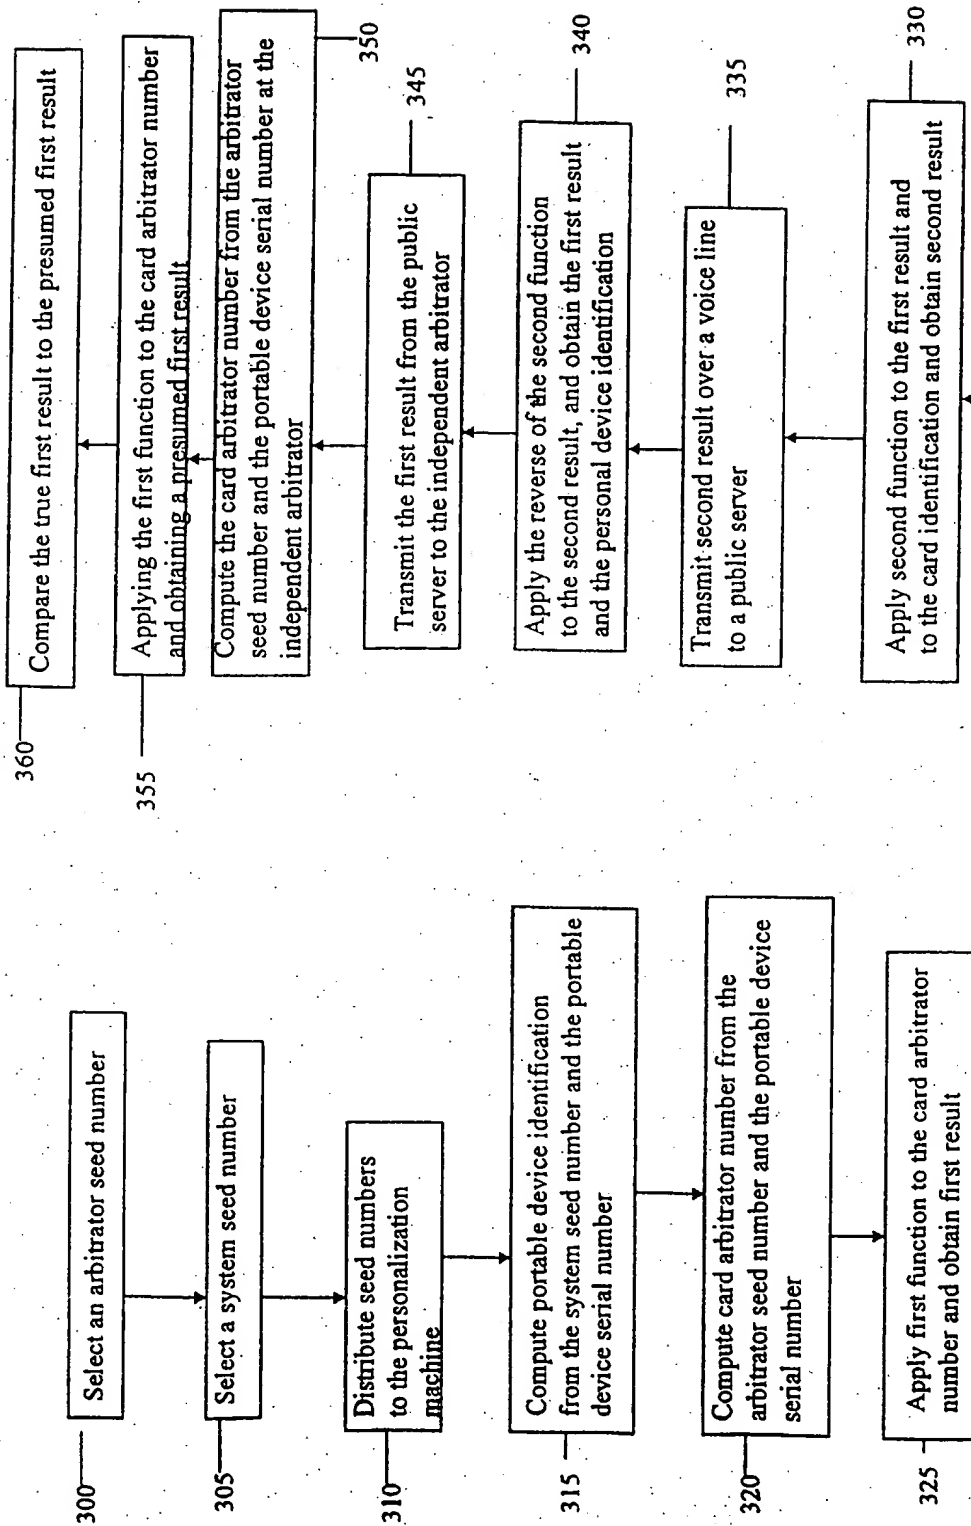 300
Select an arbitrator seed number
305
Select a system seed number
310
Distribute seed numbers
to the personalization
machine
315
Compute portable device identification
from the system seed number and the portable
device serial number
320
Compute card arbitrator number from the
arbitrator seed number and the portable device
serial number
325
Apply first function to the card arbitrator
number and obtain first result
330
Apply second function to the first result and
to the card identification and obtain second result
335
Transmit second result over a voice line
to a public server
340
Apply the reverse of the second function
to the second result, and obtain the first result
and the personal device identification
345
Transmit the first result from the public
server to the independent arbitrator
350
Compute the card arbitrator number from the arbitrator
seed number and the portable device serial number at the
independent arbitrator
355
Applying the first function to the card arbitrator number
and obtaining a presumed first result
360
Compare the true first result to the presumed first result